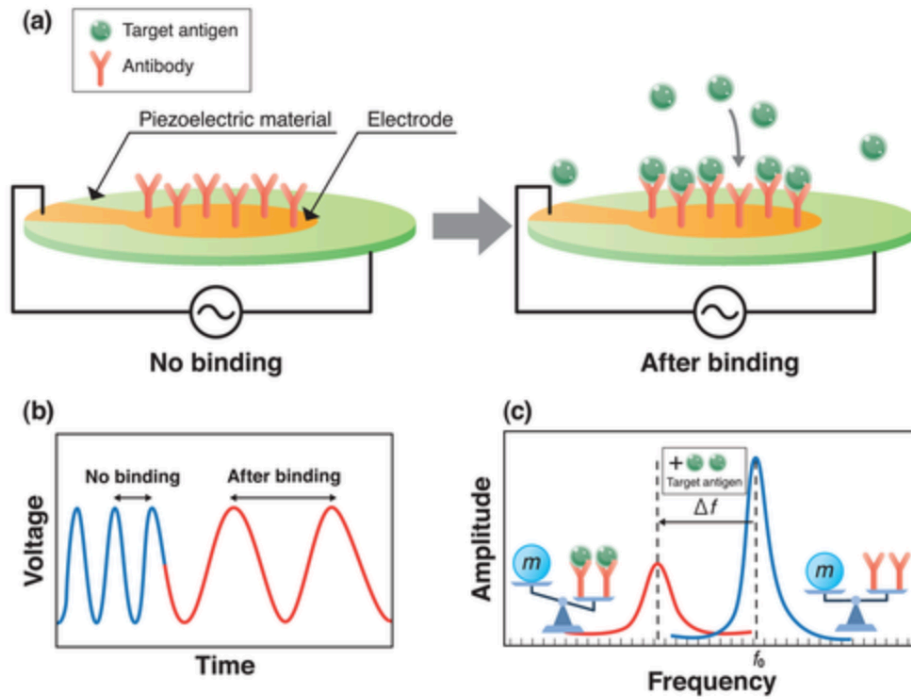 (a)
Target antigen
Antibody
Piezoelectric material
Electrode
No binding
After binding
(b)
No binding
After binding
Voltage
Time
(c)
+
Target antigen
Δf
m
m
Amplitude
f₀
Frequency